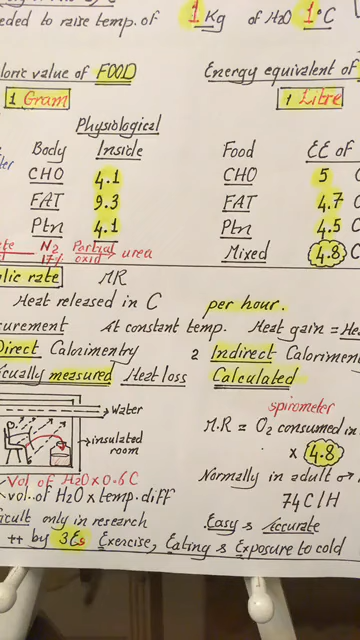 eded to raise temp. of 1 Kg of H2O 1°C
loric value of FOOD
Energy equivalent of
1 Gram
1 Litre
Physiological
Body Inside
Food EE of
CHO 4.1
CHO 5 C
FAT 9.3
FAT 4.7 C
Ptn 4.1
Ptn 4.5 C
N2 Partial oxid urea
17%
Mixed 4.8 C
lic rate MR
Heat released in C per hour.
urement At constant temp. Heat gain = Hea
Direct Calorimentry 2 Indirect Calorimen
ctually measured Heat loss Calculated
Water
insulated room
spirometer
M.R = O2 consumed in
x 4.8
Vol of H2O x 0.6 C
vol. of H2O x temp. diff
Normally in adult ♂
74 C/H
ficult only in research
Easy & Accurate
++ by 3Es Exercise, Eating & Exposure to cold